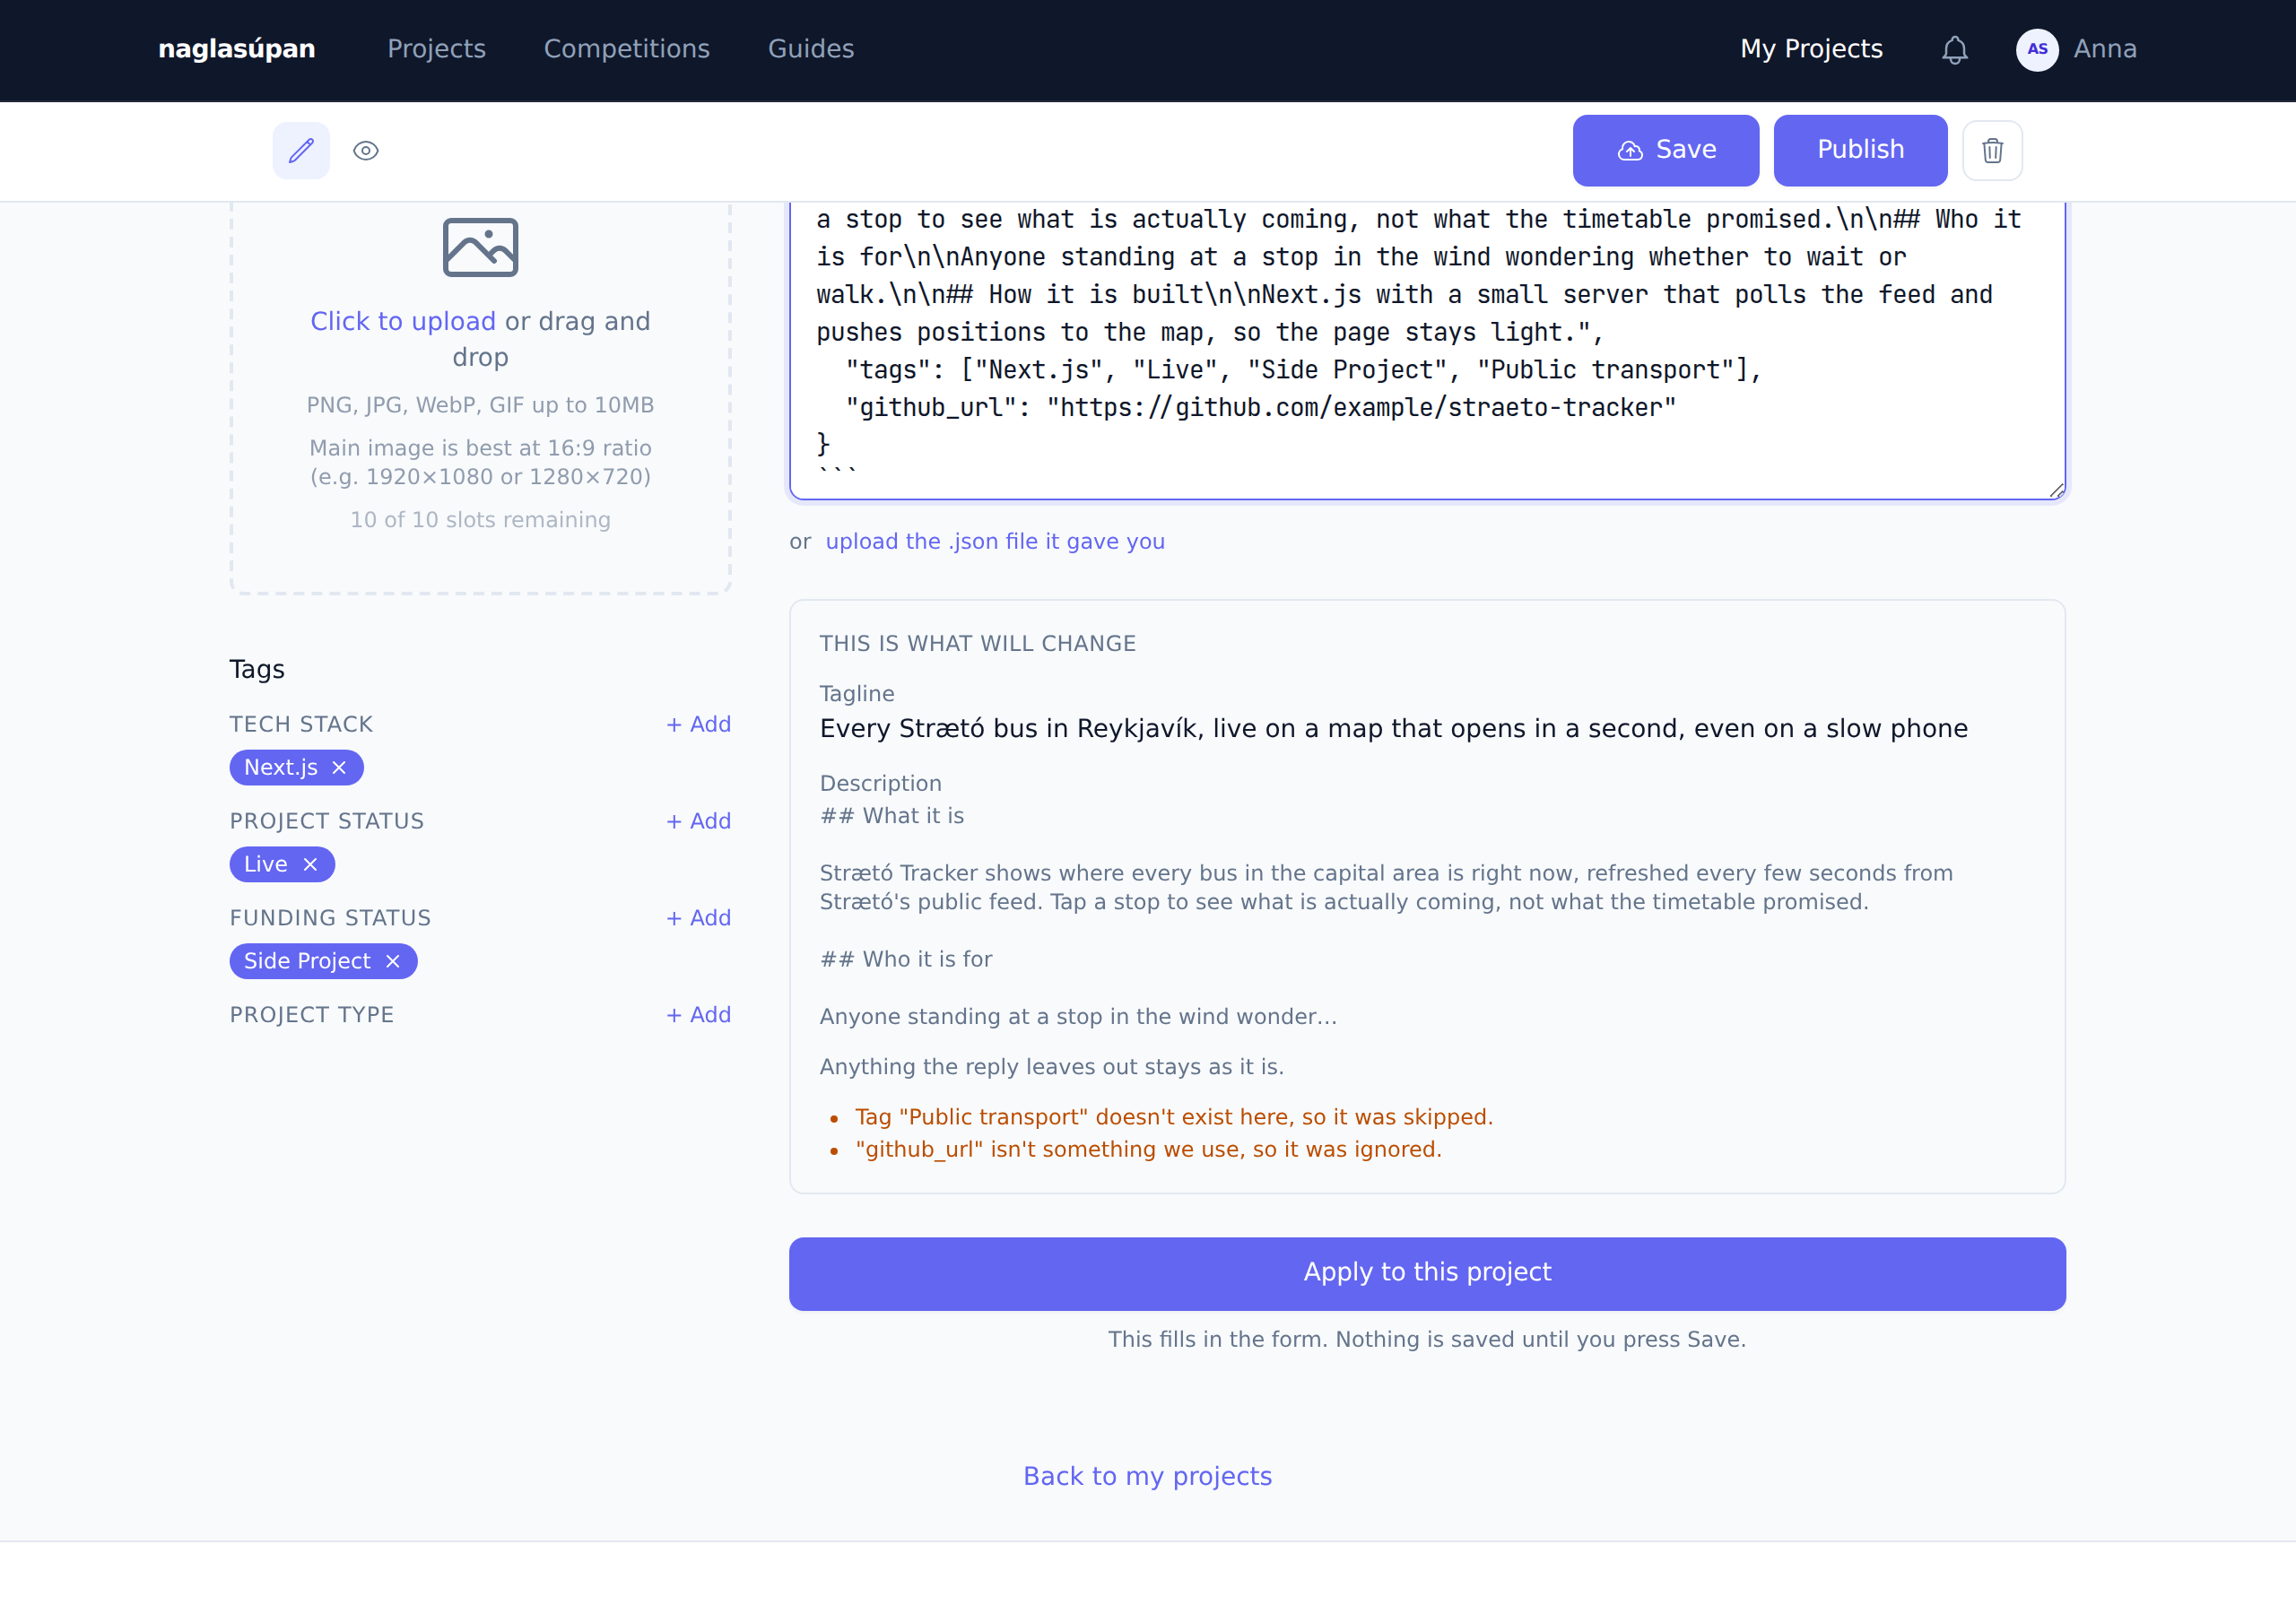 naglasúpan
Projects
Competitions
Guides
My Projects
AS
Anna
Save
Publish
Click to upload or drag and
drop
PNG, JPG, WebP, GIF up to 10MB
Main image is best at 16:9 ratio
(e.g. 1920×1080 or 1280×720)
10 of 10 slots remaining
Tags
TECH STACK
+ Add
Next.js ×
PROJECT STATUS
+ Add
Live ×
FUNDING STATUS
+ Add
Side Project ×
PROJECT TYPE
+ Add
a stop to see what is actually coming, not what the timetable promised.\n\n## Who it
is for\n\nAnyone standing at a stop in the wind wondering whether to wait or
walk.\n\n## How it is built\n\nNext.js with a small server that polls the feed and
pushes positions to the map, so the page stays light.",
"tags": ["Next.js", "Live", "Side Project", "Public transport"],
"github_url": "https://github.com/example/straeto-tracker"
}
```
or upload the .json file it gave you
THIS IS WHAT WILL CHANGE
Tagline
Every Strætó bus in Reykjavík, live on a map that opens in a second, even on a slow phone
Description
## What it is
Strætó Tracker shows where every bus in the capital area is right now, refreshed every few seconds from
Strætó's public feed. Tap a stop to see what is actually coming, not what the timetable promised.
## Who it is for
Anyone standing at a stop in the wind wonder...
Anything the reply leaves out stays as it is.
• Tag "Public transport" doesn't exist here, so it was skipped.
• "github_url" isn't something we use, so it was ignored.
Apply to this project
This fills in the form. Nothing is saved until you press Save.
Back to my projects